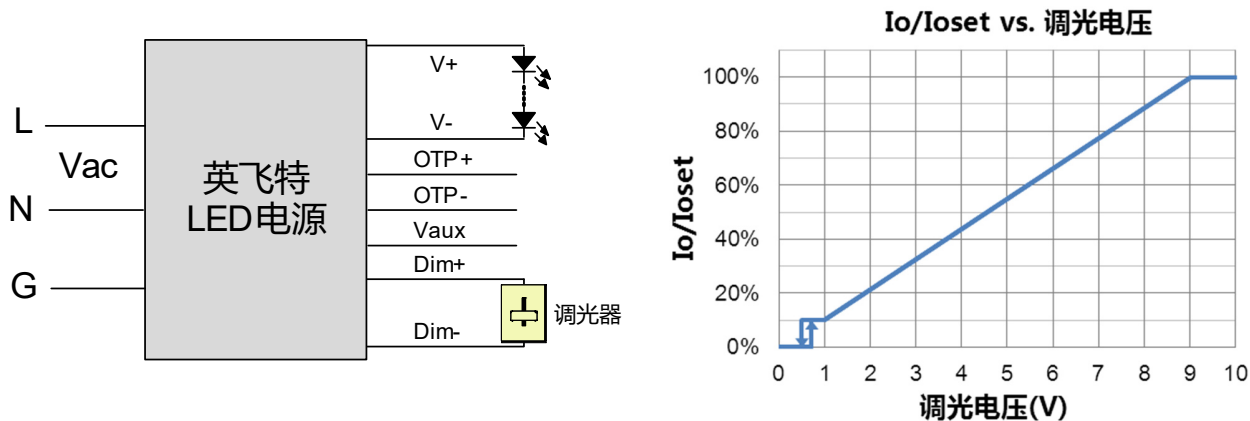 L
Vac
N
G
英飞特
LED电源
V+
V-
OTP+
OTP-
Vaux
Dim+
Dim-
调光器
Io/Ioset vs. 调光电压
Io/Ioset
100%
80%
60%
40%
20%
0%
0 1 2 3 4 5 6 7 8 9 10
调光电压(V)